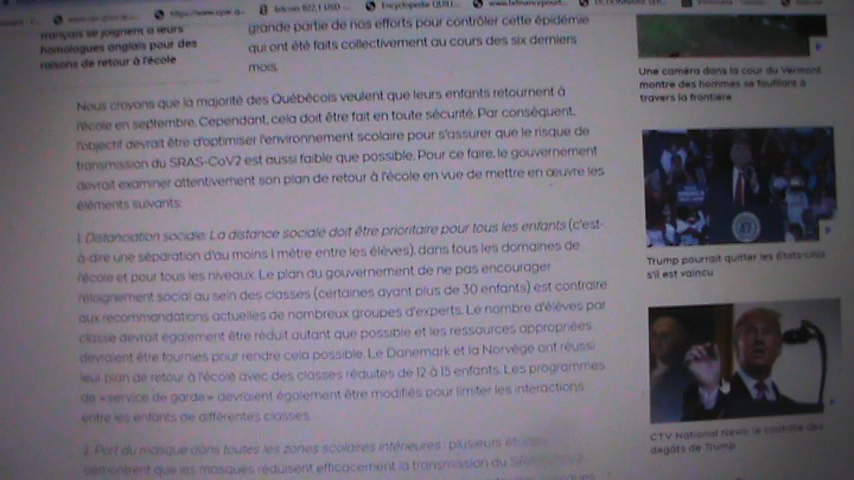 français se joignent à leurs
homologues anglais pour des
raisons de retour à l'école
grande partie de nos efforts pour contrôler cette épidémie
qui ont été faits collectivement au cours des six derniers
mois.
Nous croyons que la majorité des Québécois veulent que leurs enfants retournent à
l'école en septembre. Cependant, cela doit être fait en toute sécurité. Par conséquent,
l'objectif devrait être d'optimiser l'environnement scolaire pour s'assurer que le risque de
transmission du SRAS-CoV2 est aussi faible que possible. Pour ce faire, le gouvernement
devrait examiner attentivement son plan de retour à l'école en vue de mettre en œuvre les
éléments suivants:
1. Distanciation sociale: La distance sociale doit être prioritaire pour tous les enfants (c'est-
à-dire une séparation d'au moins 1 mètre entre les élèves), dans tous les domaines de
l'école et pour tous les niveaux. Le plan du gouvernement de ne pas encourager
l'éloignement social au sein des classes (certaines ayant plus de 30 enfants) est contraire
aux recommandations actuelles de nombreux groupes d'experts. Le nombre d'élèves par
classe devrait également être réduit autant que possible et les ressources appropriées
devraient être fournies pour rendre cela possible. Le Danemark et la Norvège ont réussi
leur plan de retour à l'école avec des classes réduites de 12 à 15 enfants. Les programmes
de «service de garde» devraient également être modifiés pour limiter les interactions
entre les enfants de différentes classes.
2. Port du masque dans toutes les zones scolaires intérieures : plusieurs études
démontrent que les masques réduisent efficacement la transmission du SRAS-CoV2
Une caméra dans la cour du Vermont
montre des hommes se faufilant à
travers la frontière
Trump pourrait quitter les États-Unis
s'il est vaincu
CTV National News: le contrôle des
dégâts de Trump